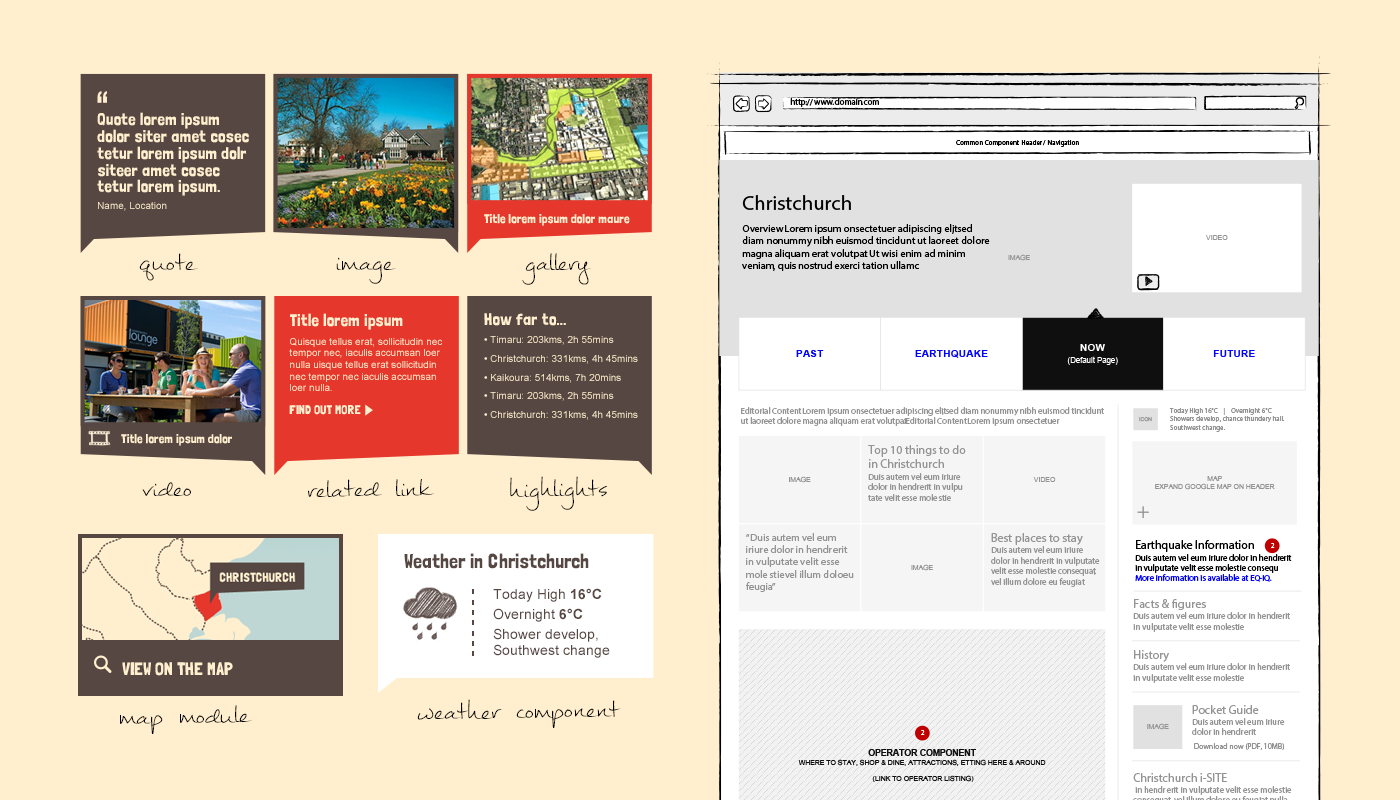 “
Quote lorem ipsum
dolor siter amet cosec
tetur lorem ipsum dolr
siteer amet cosec
tetur lorem ipsum.
Name, Location
quote
image
Title lorem ipsum dolor maure
gallery
lounge
Title lorem ipsum dolor
video
Title lorem ipsum
Quisque tellus erat, sollicitudin nec
tempor nec, iaculis accumsan loer
nulla uisque tellus erat sollicitudin
nec tempor nec iaculis accumsan
loer nulla.
FIND OUT MORE
related link
How far to...
• Timaru: 203kms, 2h 55mins
• Christchurch: 331kms, 4h 45mins
• Kaikoura: 514kms, 7h 20mins
• Timaru: 203kms, 2h 55mins
• Christchurch: 331kms, 4h 45mins
highlights
CHRISTCHURCH
VIEW ON THE MAP
map module
Weather in Christchurch
Today High 16°C
Overnight 6°C
Shower develop,
Southwest change
weather component
http:// www.domain.com
Common Component Header/ Navigation
Christchurch
Overview Lorem ipsum onsectetuer adipiscing eljtsed
diam nonummy nibh euismod tincidunt ut laoreet dolore
magna aliquam erat volutpat Ut wisi enim ad minim
veniam, quis nostrud exerci tation ullamc
IMAGE
VIDEO
PAST
EARTHQUAKE
NOW
(Default Page)
FUTURE
Editorial Content Lorem ipsum onsectetuer adipiscing eljtsed diam nonummy nibh euismod tincidunt
ut laoreet dolore magna aliquam erat volutpatEditorial ContentLorem ipsum onsectetuer
IMAGE
Top 10 things to do
in Christchurch
Duis autem vel eum iriure
dolor in hendrerit in vulpu
tate velit esse molestie
VIDEO
“Duis autem vel eum
iriure dolor in hendrerit
in vulputate velit esse
mole stievel illum doloeu
feugia”
IMAGE
Best places to stay
Duis autem vel eum iriure
dolor in hendrerit in vulputate
velit esse molestie consequat,
vel illum dolore eu feugiat
2
OPERATOR COMPONENT
WHERE TO STAY, SHOP & DINE, ATTRACTIONS, ETTING HERE & AROUND
(LINK TO OPERATOR LISTING)
ICON
Today High 16°C | Overnight 6°C
Showers develop, chance thundery hail.
Southwest change.
MAP
EXPAND GOOGLE MAP ON HEADER
+
Earthquake Information 2
Duis autem vel eum iriure dolor in hendrerit
in vulputate velit esse molestie consequ
More information is available at EQ-IQ.
Facts & figures
Duis autem vel eum iriure dolor in hendrerit
in vulputate velit esse molestie
History
Duis autem vel eum iriure dolor in hendrerit
in vulputate velit esse molestie
IMAGE
Pocket Guide
Duis autem vel eum iriure
dolor in hendrerit
Download now (PDF, 10MB)
Christchurch i-SITE
in hendrerit in vulputate velit esse molestie